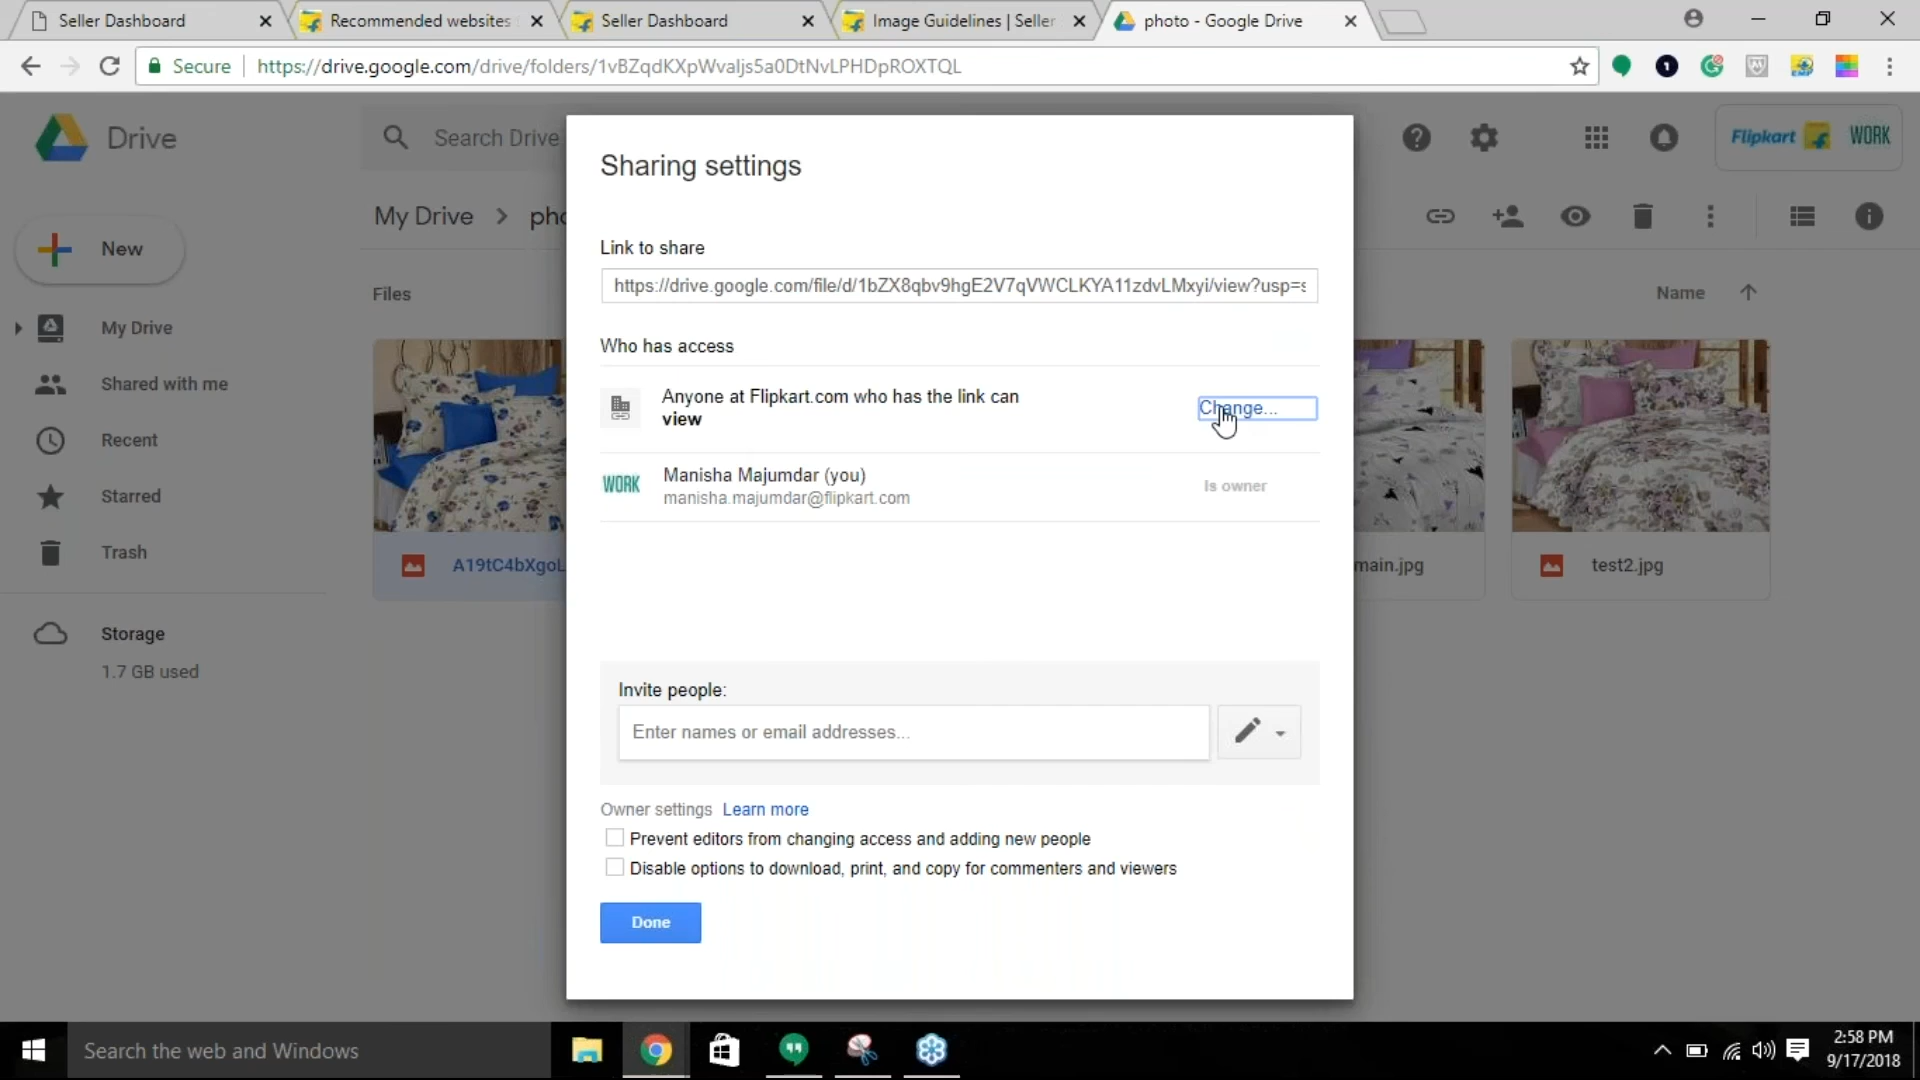 Seller Dashboard
Recommended websites
Seller Dashboard
Image Guidelines | Seller
photo - Google Drive
Secure
https://drive.google.com/drive/folders/1vBZqdKXpWvaljs5a0DtNvLPHDpROXTQL
Drive
Search Drive
Flipkart WORK
New
My Drive
Shared with me
Recent
Starred
Trash
Storage
1.7 GB used
My Drive > pho
Files
Name
A19tC4bXgoL
main.jpg
test2.jpg
Sharing settings
Link to share
https://drive.google.com/file/d/1bZX8qbv9hgE2V7qVWCLKYA11zdvLMxyi/view?usp=s
Who has access
Anyone at Flipkart.com who has the link can
view
Change...
WORK
Manisha Majumdar (you)
manisha.majumdar@flipkart.com
Is owner
Invite people:
Enter names or email addresses...
Owner settings Learn more
Prevent editors from changing access and adding new people
Disable options to download, print, and copy for commenters and viewers
Done
Search the web and Windows
2:58 PM
9/17/2018